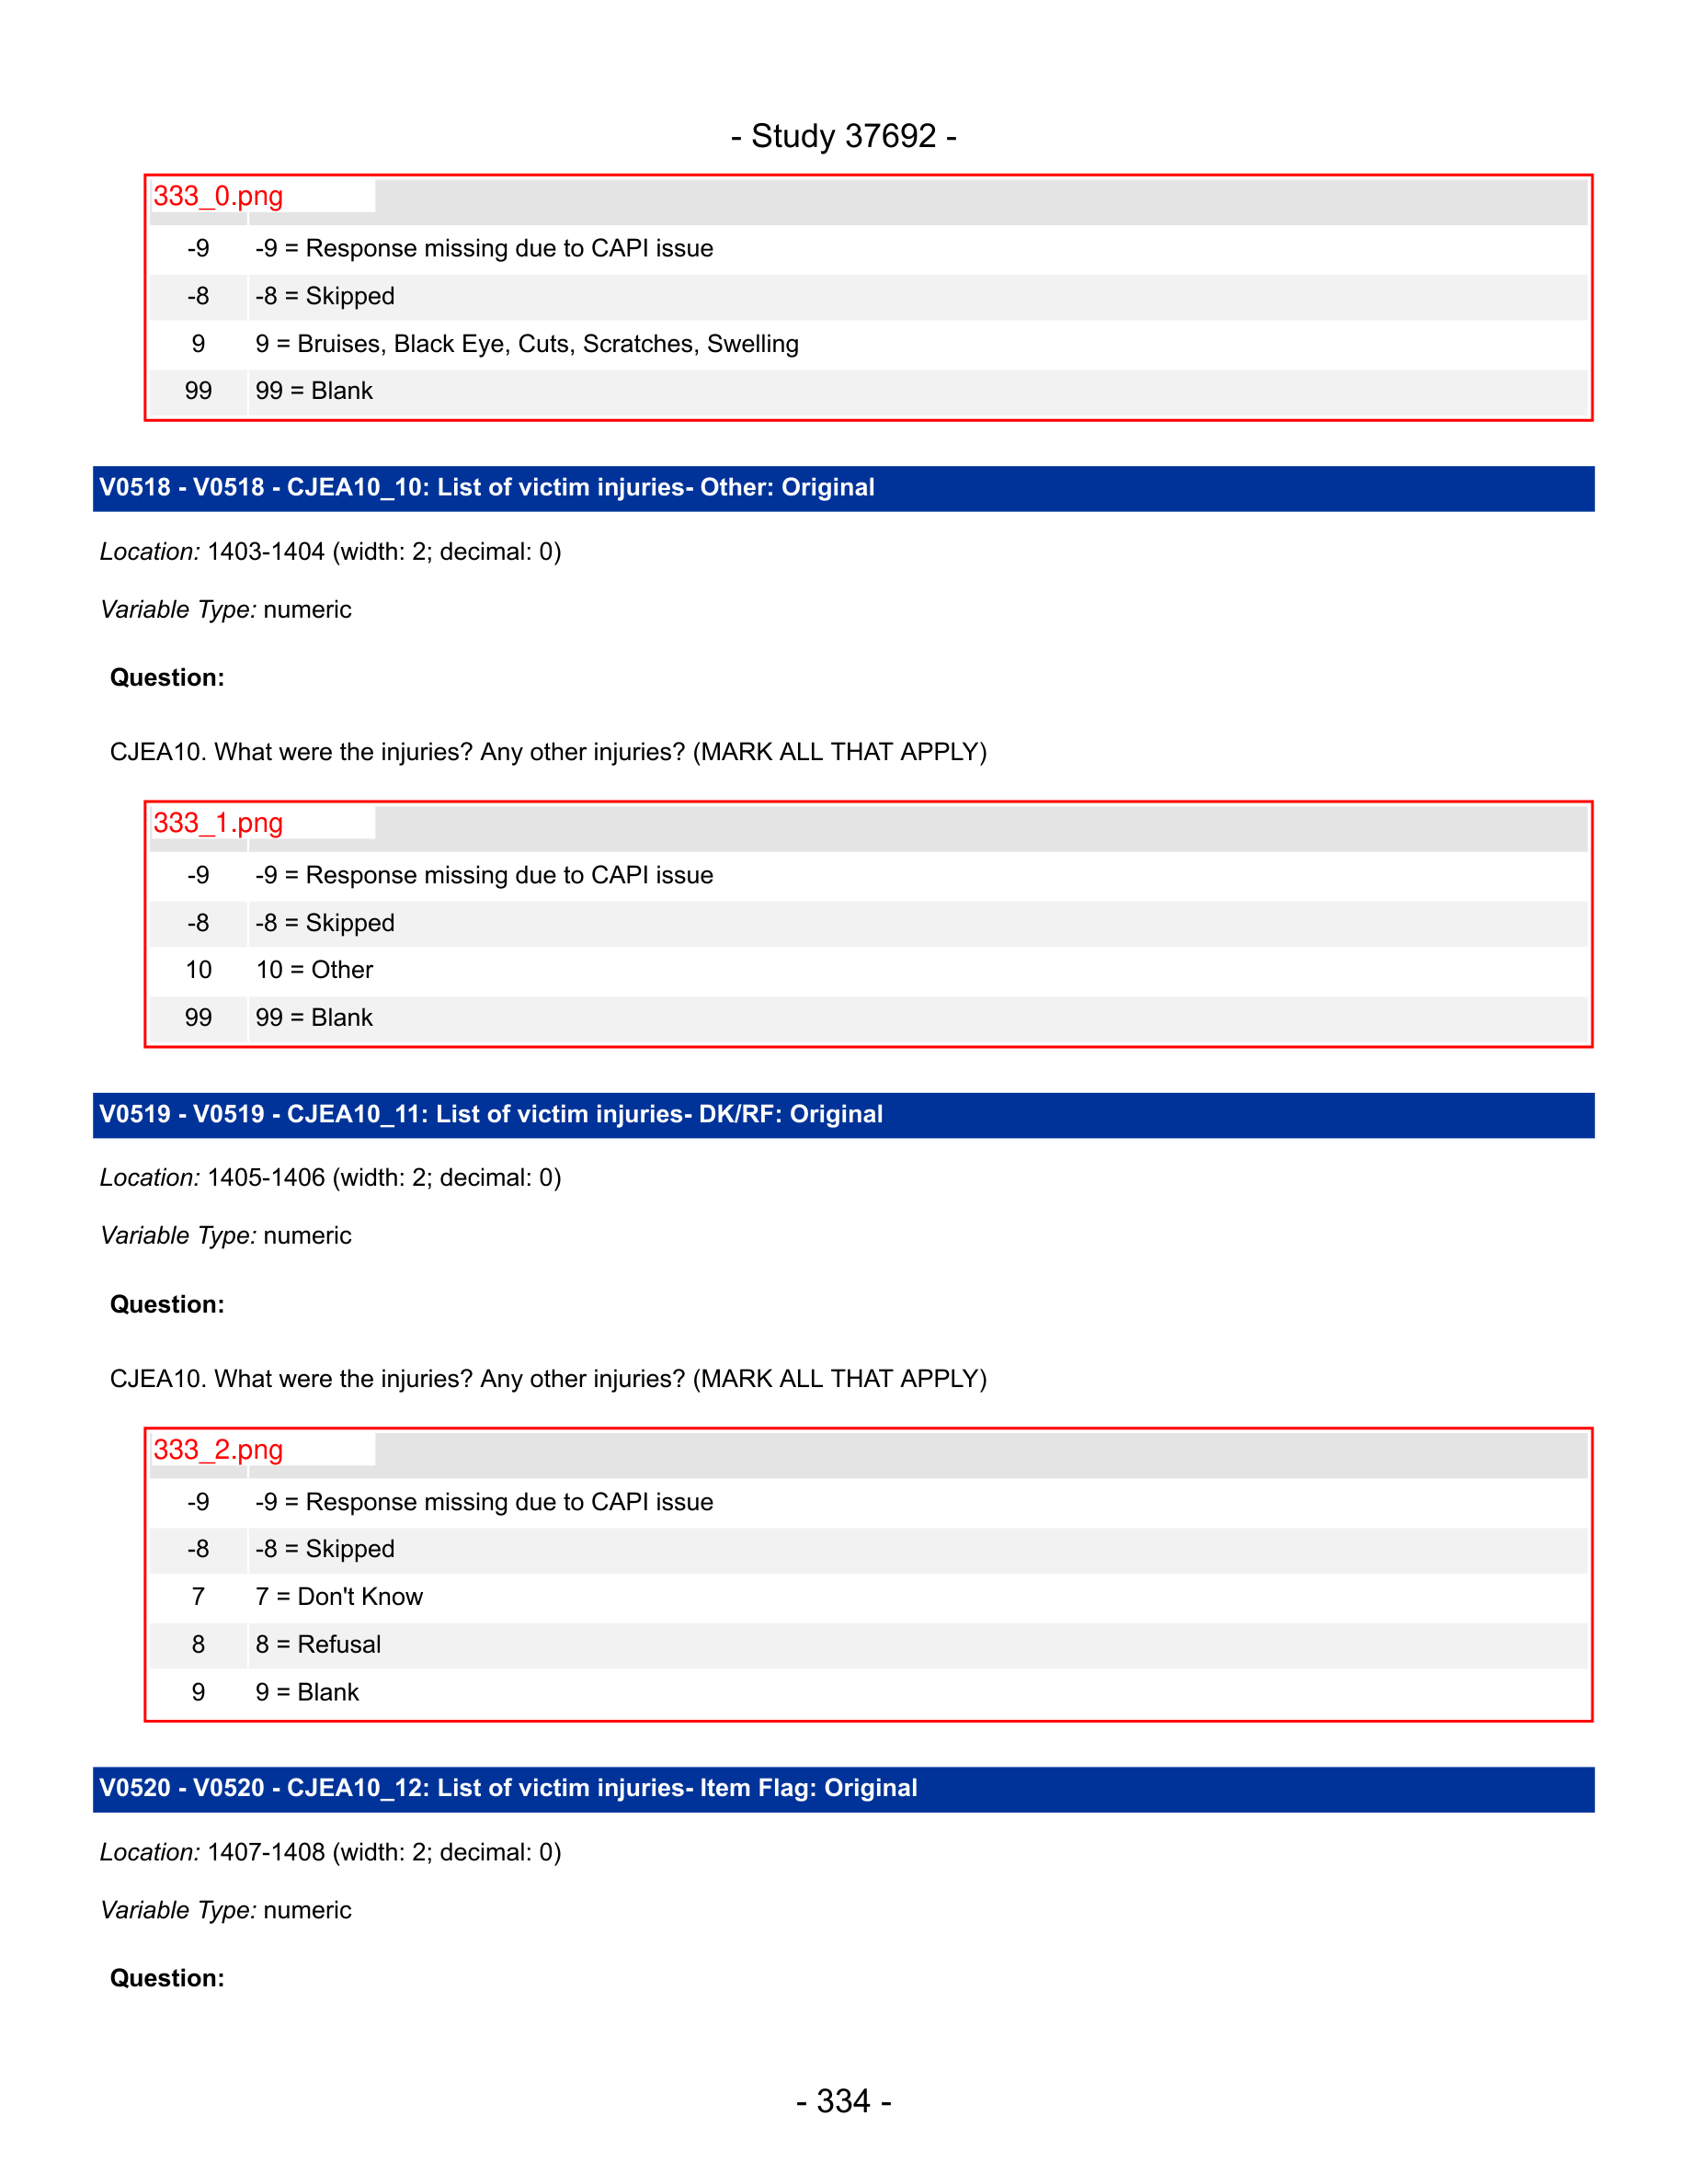 - Study 37692 -
333_0.png
-9 -9 = Response missing due to CAPI issue
-8 -8 = Skipped
9 9 = Bruises, Black Eye, Cuts, Scratches, Swelling
99 99 = Blank
V0518 - V0518 - CJEA10_10: List of victim injuries- Other: Original
Location: 1403-1404 (width: 2; decimal: 0)
Variable Type: numeric
Question:
CJEA10. What were the injuries? Any other injuries? (MARK ALL THAT APPLY)
333_1.png
-9 -9 = Response missing due to CAPI issue
-8 -8 = Skipped
10 10 = Other
99 99 = Blank
V0519 - V0519 - CJEA10_11: List of victim injuries- DK/RF: Original
Location: 1405-1406 (width: 2; decimal: 0)
Variable Type: numeric
Question:
CJEA10. What were the injuries? Any other injuries? (MARK ALL THAT APPLY)
333_2.png
-9 -9 = Response missing due to CAPI issue
-8 -8 = Skipped
7 7 = Don't Know
8 8 = Refusal
9 9 = Blank
V0520 - V0520 - CJEA10_12: List of victim injuries- Item Flag: Original
Location: 1407-1408 (width: 2; decimal: 0)
Variable Type: numeric
Question:
- 334 -